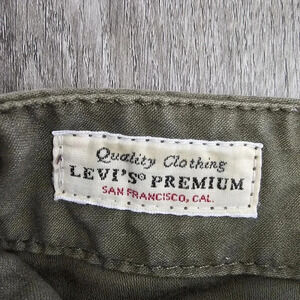 Quality Clothing
LEVI'S® PREMIUM
SAN FRANCISCO, CAL.